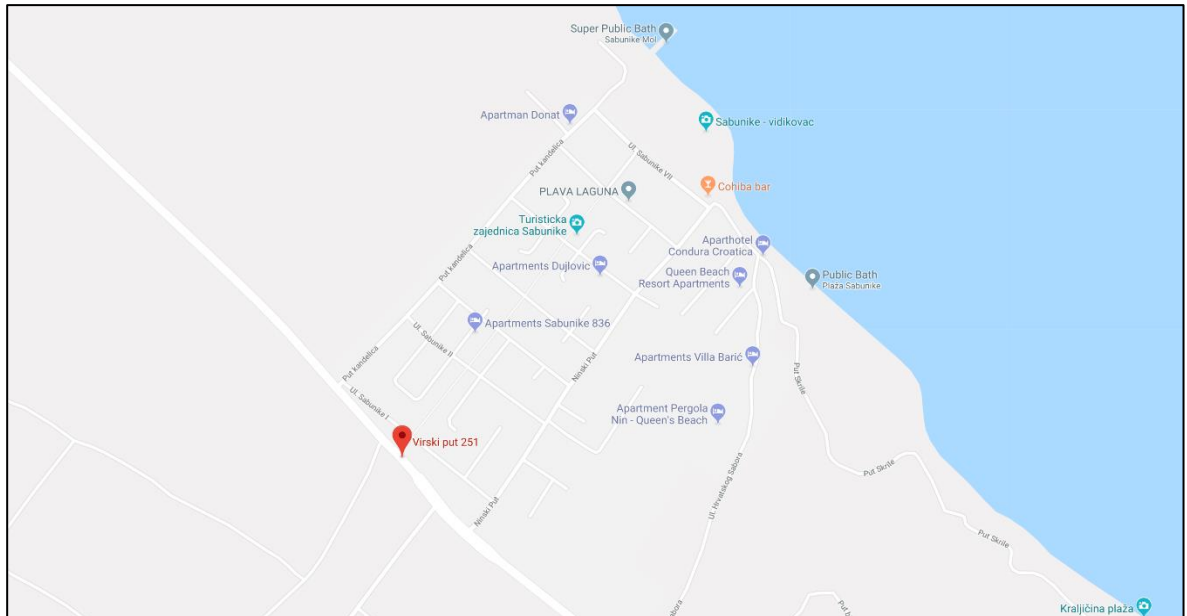 Super Public Bath
Sabunike Mol
Apartman Donat
Sabunike - vidikovac
Put kandelica
Ul. Sabunike VII
PLAVA LAGUNA
Cohiba bar
Turisticka
zajednica Sabunike
Aparthotel
Condura Croatica
Put kandelica
Apartments Dujlovic
Queen Beach
Resort Apartments
Public Bath
Plaža Sabunike
Apartments Sabunike 836
Ul. Sabunike II
Put kandelica
Ninski Put
Apartments Villa Barić
Put Skrile
Ul. Sabunike I
Apartment Pergola
Nin - Queen's Beach
Virski put 251
Put Skrile
Ul. Hrvatskog Sabora
Ninski Put
Put Skrile
Sabora
Kraljičina plaža